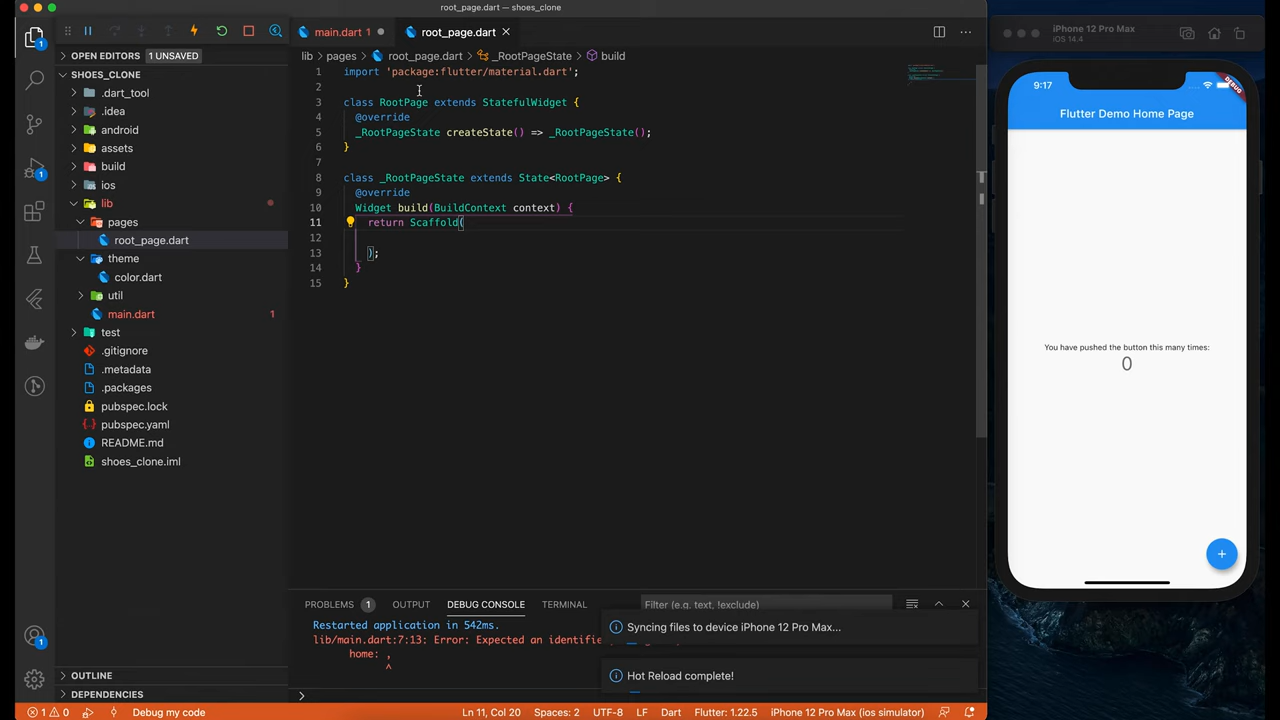 root_page.dart — shoes_clone
main.dart 1
root_page.dart
OPEN EDITORS 1 UNSAVED
lib pages root_page.dart _RootPageState build
SHOES_CLONE
.dart_tool
.idea
android
assets
build
ios
lib
pages
root_page.dart
theme
color.dart
util
main.dart 1
test
.gitignore
.metadata
.packages
pubspec.lock
pubspec.yaml
README.md
shoes_clone.iml
OUTLINE
DEPENDENCIES
1 import 'package:flutter/material.dart';
2
3 class RootPage extends StatefulWidget {
4 @override
5 _RootPageState createState() => _RootPageState();
6 }
7
8 class _RootPageState extends State<RootPage> {
9 @override
10 Widget build(BuildContext context) {
11 return Scaffold(
12
13 );
14 }
15 }
PROBLEMS 1 OUTPUT DEBUG CONSOLE TERMINAL
Filter (e.g. text, !exclude)
Restarted application in 542ms.
lib/main.dart:7:13: Error: Expected an identifie
home: ,
^
Syncing files to device iPhone 12 Pro Max...
Hot Reload complete!
1 0 Debug my code
Ln 11, Col 20 Spaces: 2 UTF-8 LF Dart Flutter: 1.22.5 iPhone 12 Pro Max (ios simulator)
iPhone 12 Pro Max
iOS 14.4
9:17
DEBUG
Flutter Demo Home Page
You have pushed the button this many times:
0